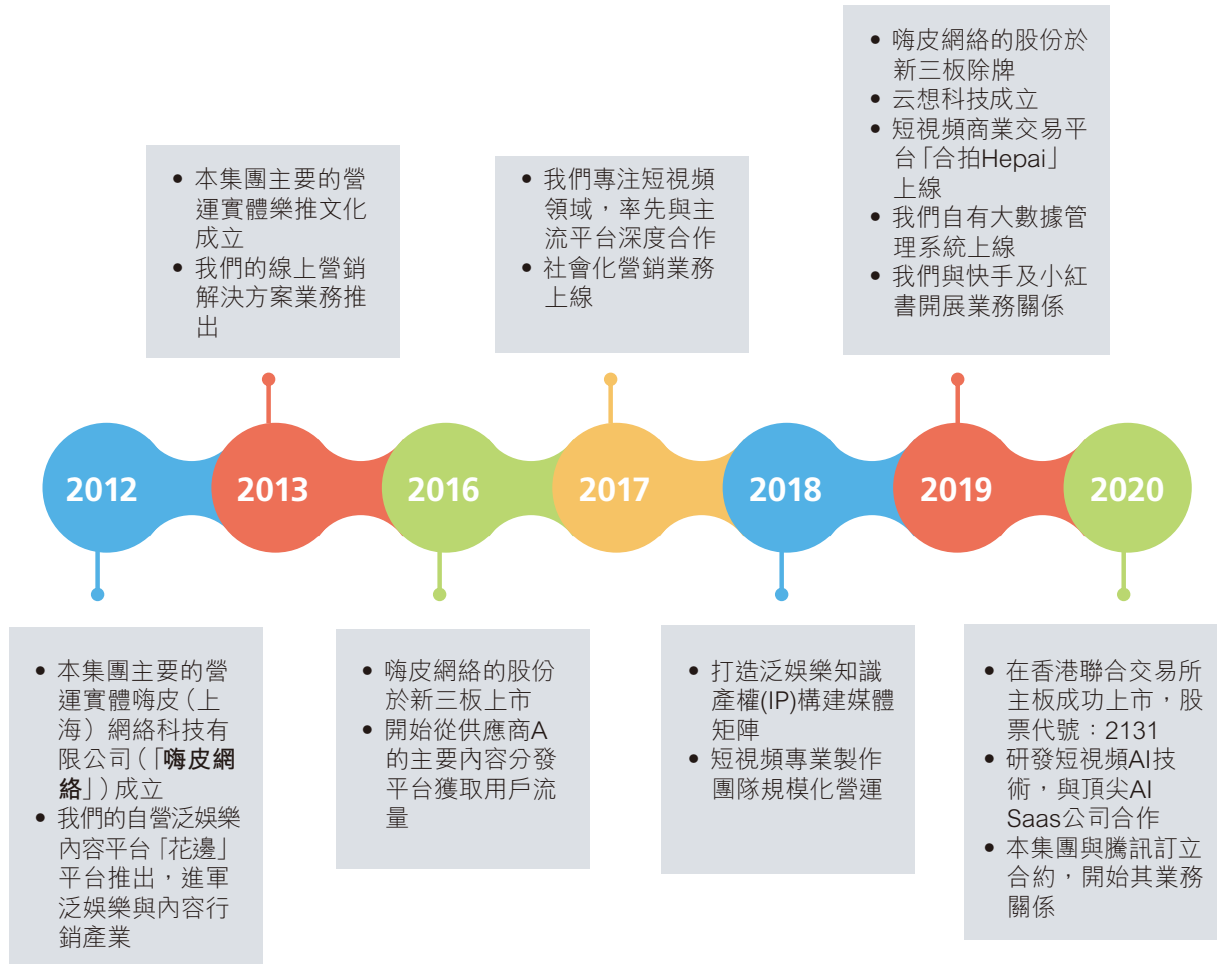 • 嗨皮網絡的股份於
新三板除牌
• 云想科技成立
• 短視頻商業交易平
台「合拍Hepai」
上線
• 我們自有大數據管
理系統上線
• 我們與快手及小紅
書開展業務關係
• 本集團主要的營
運實體樂推文化
成立
• 我們的線上營銷
解決方案業務推
出
• 我們專注短視頻
領域，率先與主
流平台深度合作
• 社會化營銷業務
上線
2012
2013
2016
2017
2018
2019
2020
• 本集團主要的營
運實體嗨皮（上
海）網絡科技有
限公司（「嗨皮網
絡」）成立
• 我們的自營泛娛樂
內容平台「花邊」
平台推出，進軍
泛娛樂與內容行
銷產業
• 嗨皮網絡的股份
於新三板上市
• 開始從供應商A
的主要內容分發
平台獲取用戶流
量
• 打造泛娛樂知識
產權(IP)構建媒體
矩陣
• 短視頻專業製作
團隊規模化營運
• 在香港聯合交易所
主板成功上市，股
票代號：2131
• 研發短視頻AI技
術，與頂尖AI
Saas公司合作
• 本集團與騰訊訂立
合約，開始其業務
關係